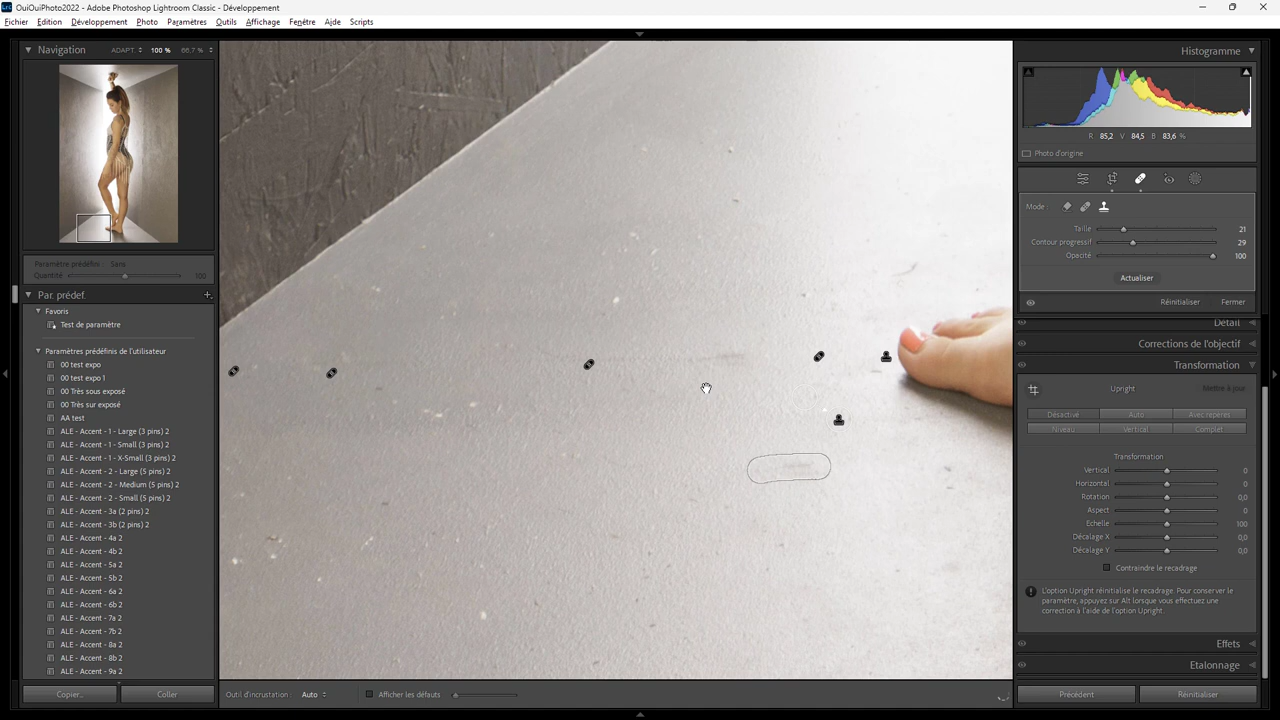 OuiOuiPhoto2022 - Adobe Photoshop Lightroom Classic - Développement
Fichier Edition Développement Photo Paramètres Outils Affichage Fenêtre Aide Scripts
Navigation ADAPT. 100 % 66,7 %
Paramètre prédéfini : Sans
Quantité 100
Par. prédéf. +
Favoris
Test de paramètre
Paramètres prédéfinis de l'utilisateur
00 test expo
00 test expo 1
00 Très sous exposé
00 Très sur exposé
AA test
ALE - Accent - 1 - Large (3 pins) 2
ALE - Accent - 1 - Small (3 pins) 2
ALE - Accent - 1 - X-Small (3 pins) 2
ALE - Accent - 2 - Large (5 pins) 2
ALE - Accent - 2 - Medium (5 pins) 2
ALE - Accent - 2 - Small (5 pins) 2
ALE - Accent - 3a (2 pins) 2
ALE - Accent - 3b (2 pins) 2
ALE - Accent - 4a 2
ALE - Accent - 4b 2
ALE - Accent - 5a 2
ALE - Accent - 5b 2
ALE - Accent - 6a 2
ALE - Accent - 6b 2
ALE - Accent - 7a 2
ALE - Accent - 7b 2
ALE - Accent - 8a 2
ALE - Accent - 8b 2
ALE - Accent - 9a 2
Copier... Coller
Outil d'incrustation : Auto Afficher les défauts
Histogramme
R 85,2 V 84,5 B 83,6 %
Photo d'origine
Mode :
Taille 21
Contour progressif 29
Opacité 100
Actualiser
Réinitialiser Fermer
Détail
Corrections de l'objectif
Transformation
Upright Mettre à jour
Désactivé Auto Avec repères
Niveau Vertical Complet
Transformation
Vertical 0
Horizontal 0
Rotation 0,0
Aspect 0
Echelle 100
Décalage X 0,0
Décalage Y 0,0
Contraindre le recadrage
L'option Upright réinitialise le recadrage. Pour conserver le
paramètre, appuyez sur Alt lorsque vous effectuez une
correction à l'aide de l'option Upright.
Effets
Etalonnage
Précédent Réinitialiser